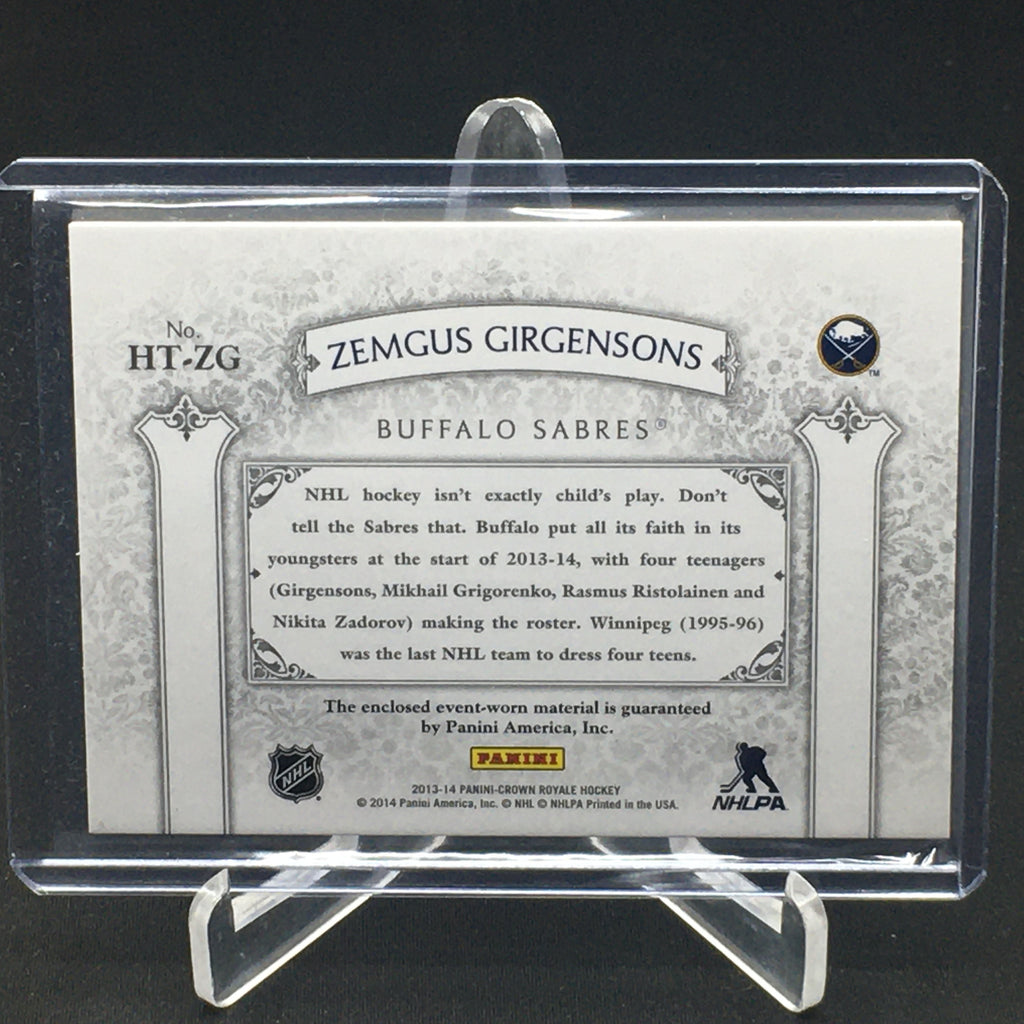 No.
HT-ZG
ZEMGUS GIRGENSONS
TM
BUFFALO SABRES®
NHL hockey isn't exactly child's play. Don't
tell the Sabres that. Buffalo put all its faith in its
youngsters at the start of 2013-14, with four teenagers
(Girgensons, Mikhail Grigorenko, Rasmus Ristolainen and
Nikita Zadorov) making the roster. Winnipeg (1995-96)
was the last NHL team to dress four teens.
The enclosed event-worn material is guaranteed
by Panini America, Inc.
PANINI
NHL
NHLPA
2013-14 PANINI-CROWN ROYALE HOCKEY
© 2014 Panini America, Inc. © NHL © NHLPA Printed in the USA.